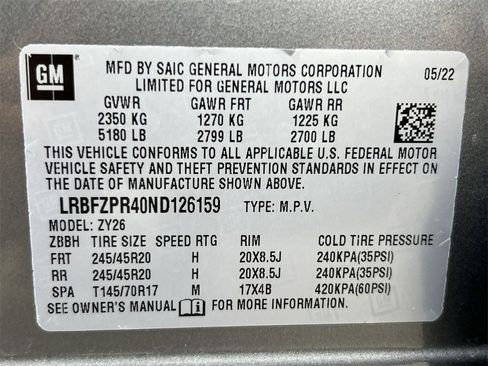 GM
MFD BY SAIC GENERAL MOTORS CORPORATION 05/22
LIMITED FOR GENERAL MOTORS LLC
GVWR GAWR FRT GAWR RR
2350 KG 1270 KG 1225 KG
5180 LB 2799 LB 2700 LB
THIS VEHICLE CONFORMS TO ALL APPLICABLE U.S. FEDERAL MOTOR
VEHICLE SAFETY AND THEFT PREVENTION STANDARDS IN EFFECT ON
THE DATE OF MANUFACTURE SHOWN ABOVE.
LRBFZPR40ND126159 TYPE: M.P.V.
MODEL: ZY26
ZBBH TIRE SIZE SPEED RTG RIM COLD TIRE PRESSURE
FRT 245/45R20 H 20X8.5J 240KPA(35PSI)
RR 245/45R20 H 20X8.5J 240KPA(35PSI)
SPA T145/70R17 M 17X4B 420KPA(60PSI)
SEE OWNER'S MANUAL FOR MORE INFORMATION.